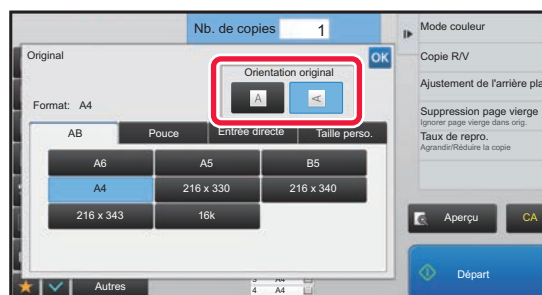 Nb. de copies 1
Mode couleur
Original
OK
Copie R/V
Orientation original
A A
Ajustement de l'arrière pla
Format: A4
Suppression page vierge
Ignorer page vierge dans orig.
AB Pouce Entrée directe Taille perso.
Taux de repro.
Agrandir/Réduire la copie
A6 A5 B5
A4 216 x 330 216 x 340
216 x 343 16k
Aperçu CA
Départ
Autres
4 A4